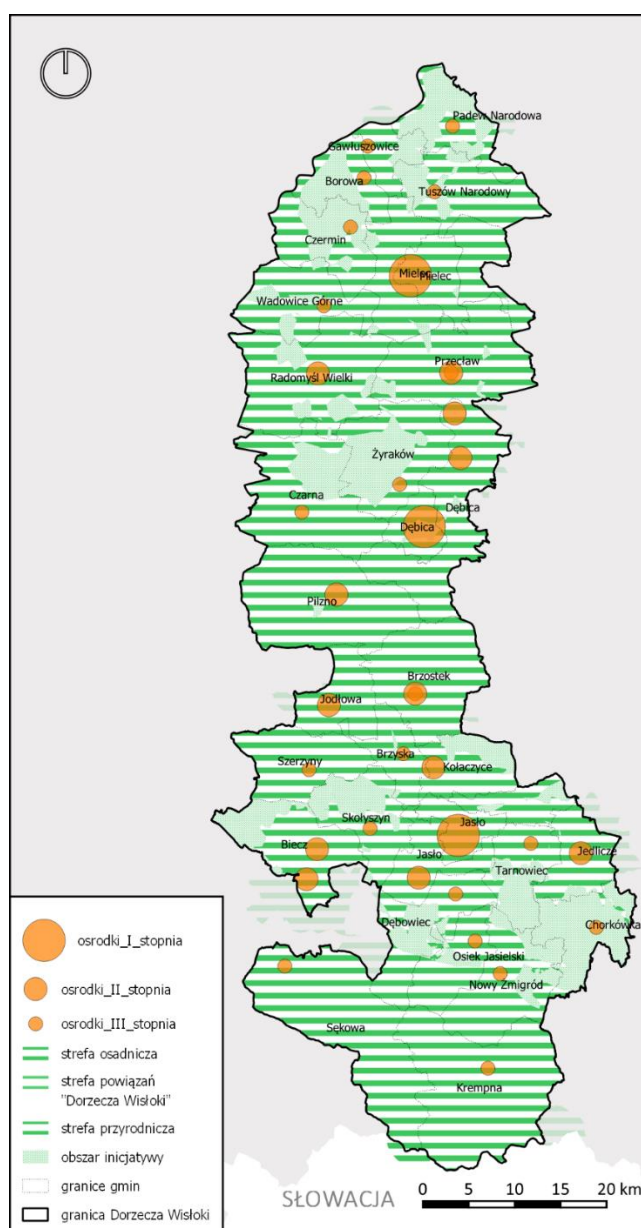 Padew Narodowa
Gawłuszowice
Borowa
Tuszów Narodowy
Czermin
Mielec
Mielec
Wadowice Górne
Przecław
Radomyśl Wielki
Żyraków
Czarna
Dębica
Dębica
Pilzno
Brzostek
Jodłowa
Brzyska
Szerzyny
Kołaczyce
Skołyszyn
Jasło
Biecz
Jasło
Jedlicze
Tarnowiec
Dębowiec
Chorkówka
Osiek Jasielski
Nowy Żmigród
Sękowa
Krempna
osrodki_I_stopnia
osrodki_II_stopnia
osrodki_III_stopnia
strefa osadnicza
strefa powiązań
"Dorzecza Wisłoki"
strefa przyrodnicza
obszar inicjatywy
granice gmin
granica Dorzecza Wisłoki
SŁOWACJA
0 5 10 15 20 km